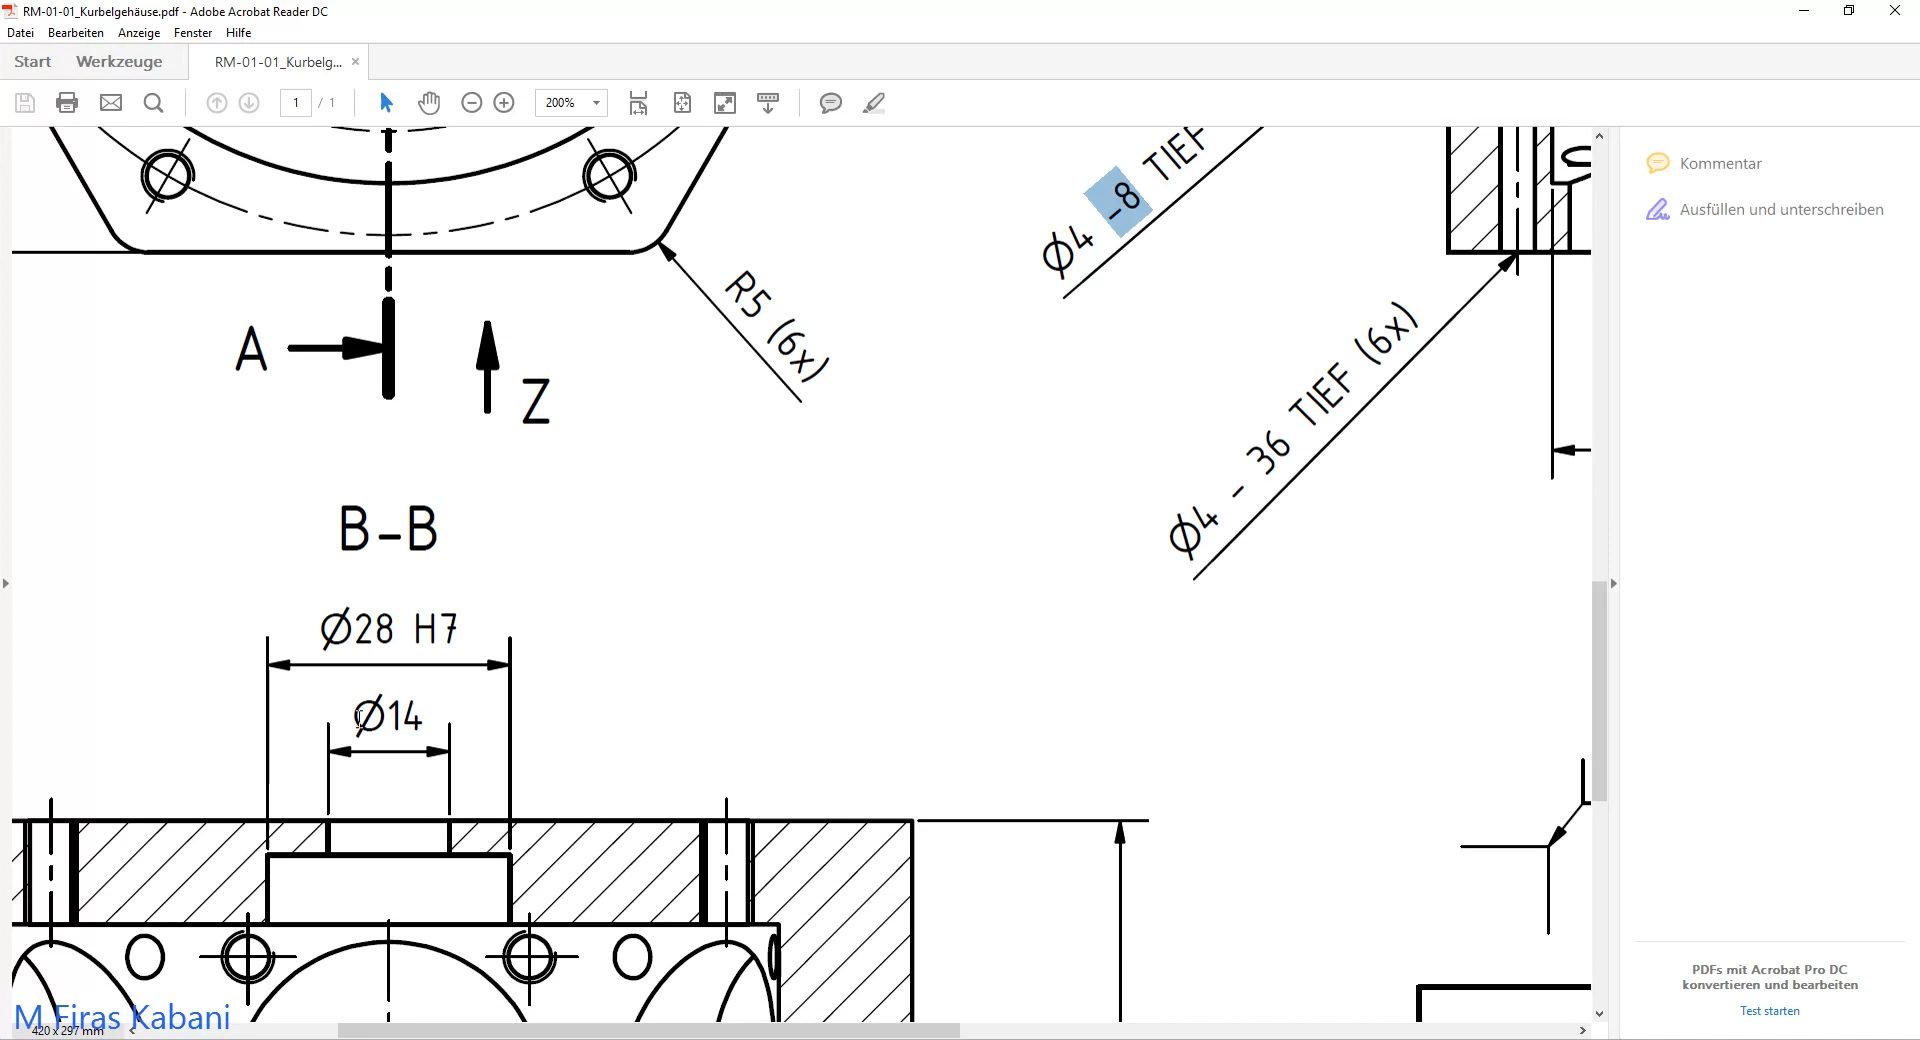 RM-01-01_Kurbelgehäuse.pdf - Adobe Acrobat Reader DC
Datei Bearbeiten Anzeige Fenster Hilfe
Start Werkzeuge RM-01-01_Kurbelg... ×
1 / 1 200%
Ø4 -8 TIEF
Kommentar
Ausfüllen und unterschreiben
R5 (6x)
A
Z
Ø4 - 36 TIEF (6x)
B-B
Ø28 H7
Ø14
M Firas Kabani
420 x 297 mm
PDFs mit Acrobat Pro DC
konvertieren und bearbeiten
Test starten